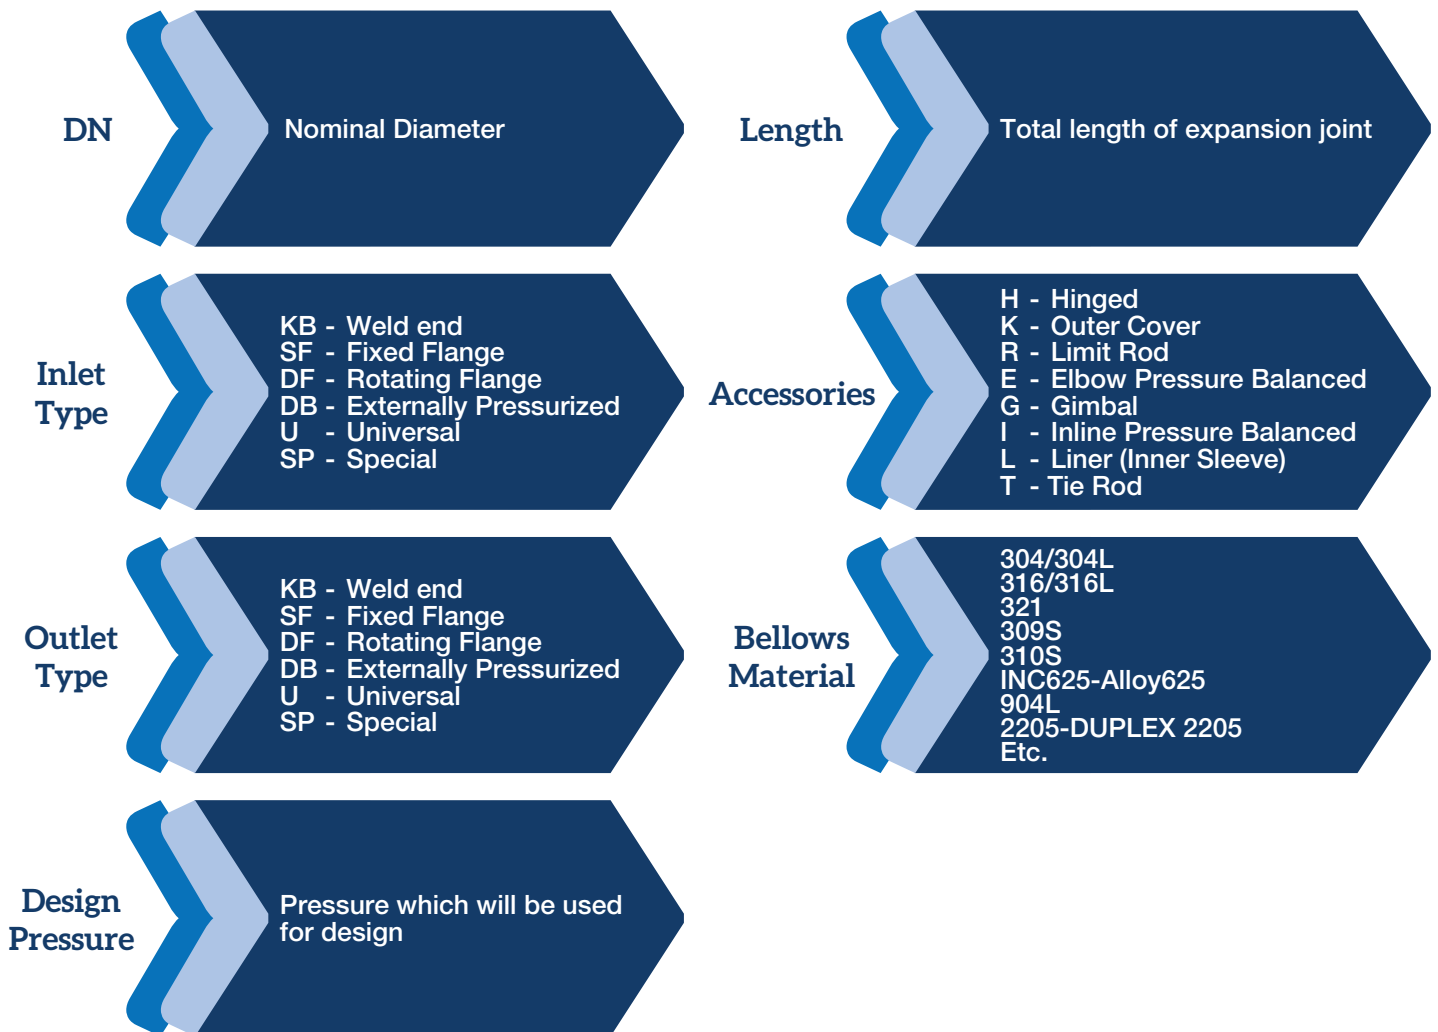 DN
Nominal Diameter
Length
Total length of expansion joint
Inlet
Type
KB - Weld end
SF - Fixed Flange
DF - Rotating Flange
DB - Externally Pressurized
U - Universal
SP - Special
Accessories
H - Hinged
K - Outer Cover
R - Limit Rod
E - Elbow Pressure Balanced
G - Gimbal
I - Inline Pressure Balanced
L - Liner (Inner Sleeve)
T - Tie Rod
Outlet
Type
KB - Weld end
SF - Fixed Flange
DF - Rotating Flange
DB - Externally Pressurized
U - Universal
SP - Special
Bellows
Material
304/304L
316/316L
321
309S
310S
INC625-Alloy625
904L
2205-DUPLEX 2205
Etc.
Design
Pressure
Pressure which will be used
for design